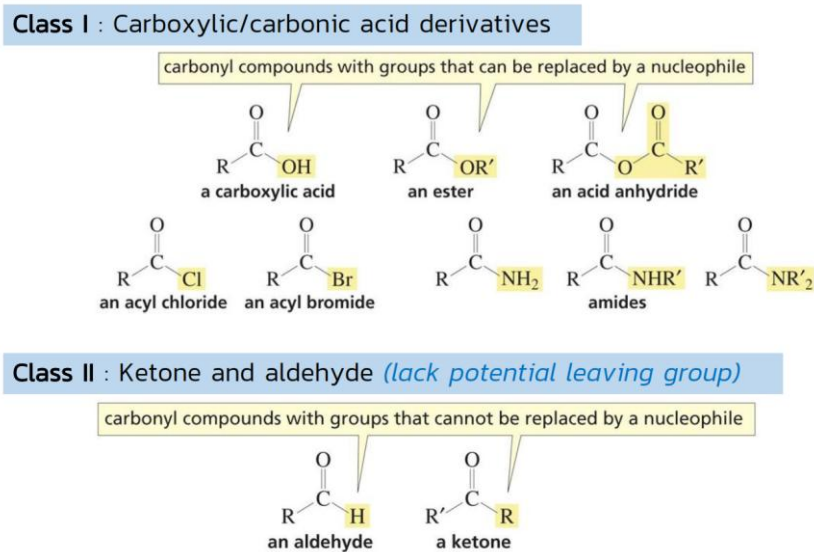 Class I : Carboxylic/carbonic acid derivatives
carbonyl compounds with groups that can be replaced by a nucleophile
O O O O
C C C C
R OH R OR′ R O R′
a carboxylic acid an ester an acid anhydride
O O O O O
C C C C C
R Cl R Br R NH₂ R NHR′ R NR′₂
an acyl chloride an acyl bromide amides
Class II : Ketone and aldehyde (lack potential leaving group)
carbonyl compounds with groups that cannot be replaced by a nucleophile
O O
C C
R H R′ R
an aldehyde a ketone